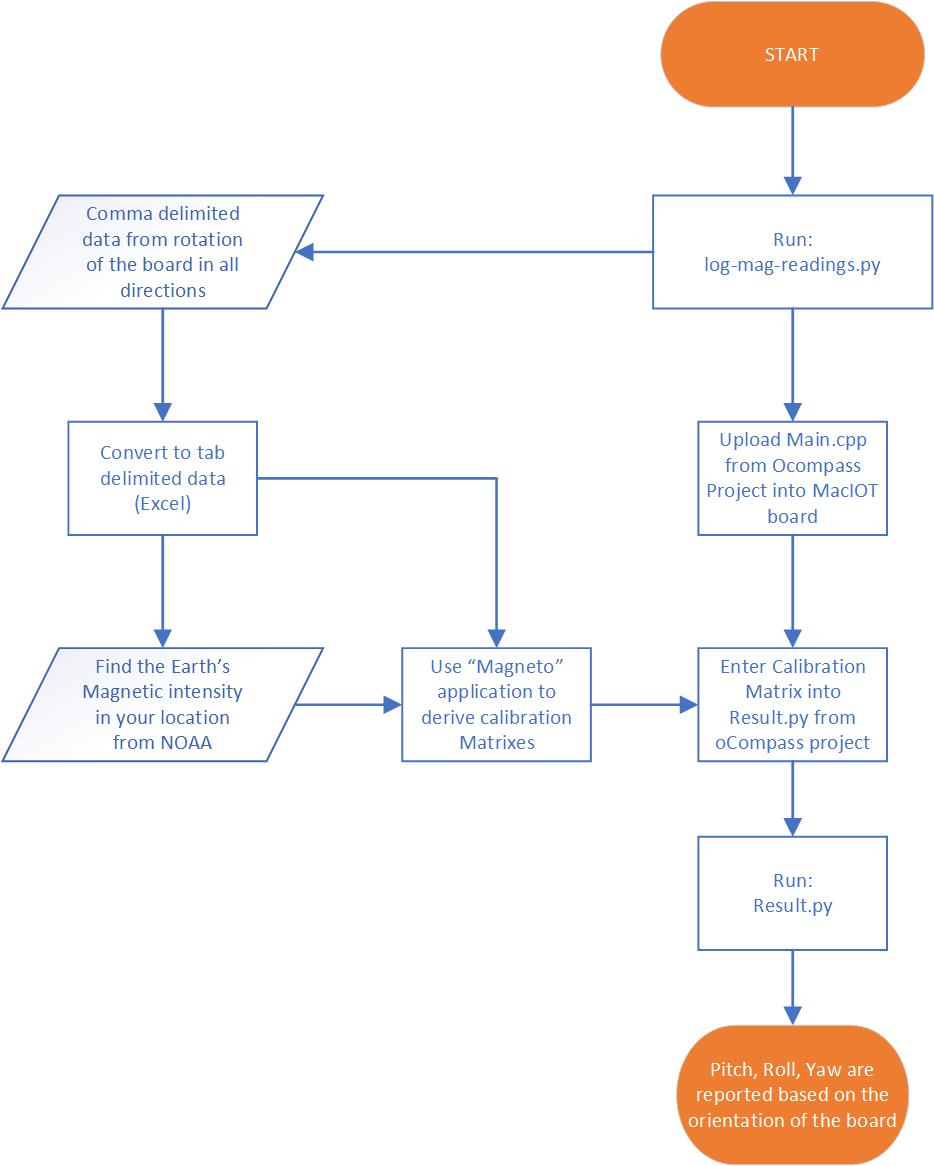 START
Comma delimited
data from rotation
of the board in all
directions
Run:
log-mag-readings.py
Convert to tab
delimited data
(Excel)
Upload Main.cpp
from Ocompass
Project into MacIOT
board
Find the Earth’s
Magnetic intensity
in your location
from NOAA
Use “Magneto”
application to
derive calibration
Matrixes
Enter Calibration
Matrix into
Result.py from
oCompass project
Run:
Result.py
Pitch, Roll, Yaw are
reported based on the
orientation of the board